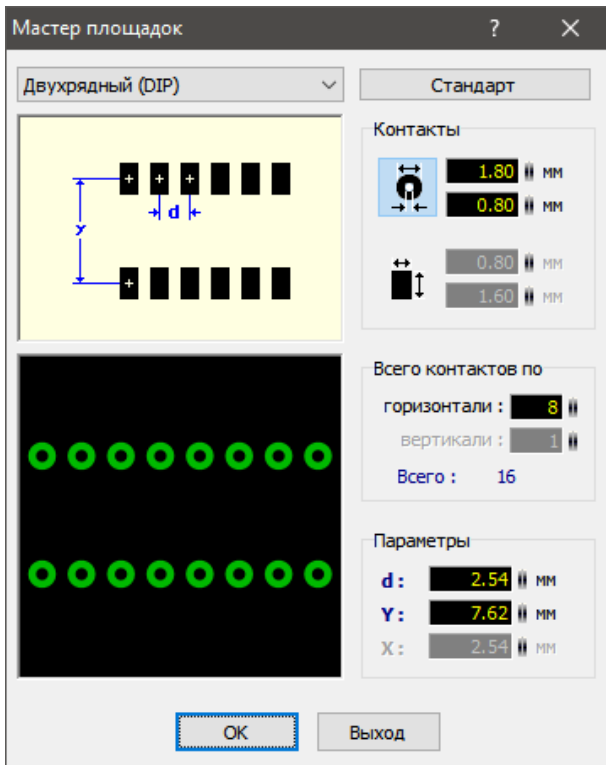 Мастер площадок ? ✕
Двухрядный (DIP) Стандарт
Контакты
1.80 мм
0.80 мм
d
y
0.80 мм
1.60 мм
Всего контактов по
горизонтали : 8
вертикали : 1
Всего : 16
Параметры
d : 2.54 мм
Y : 7.62 мм
X : 2.54 мм
OK Выход